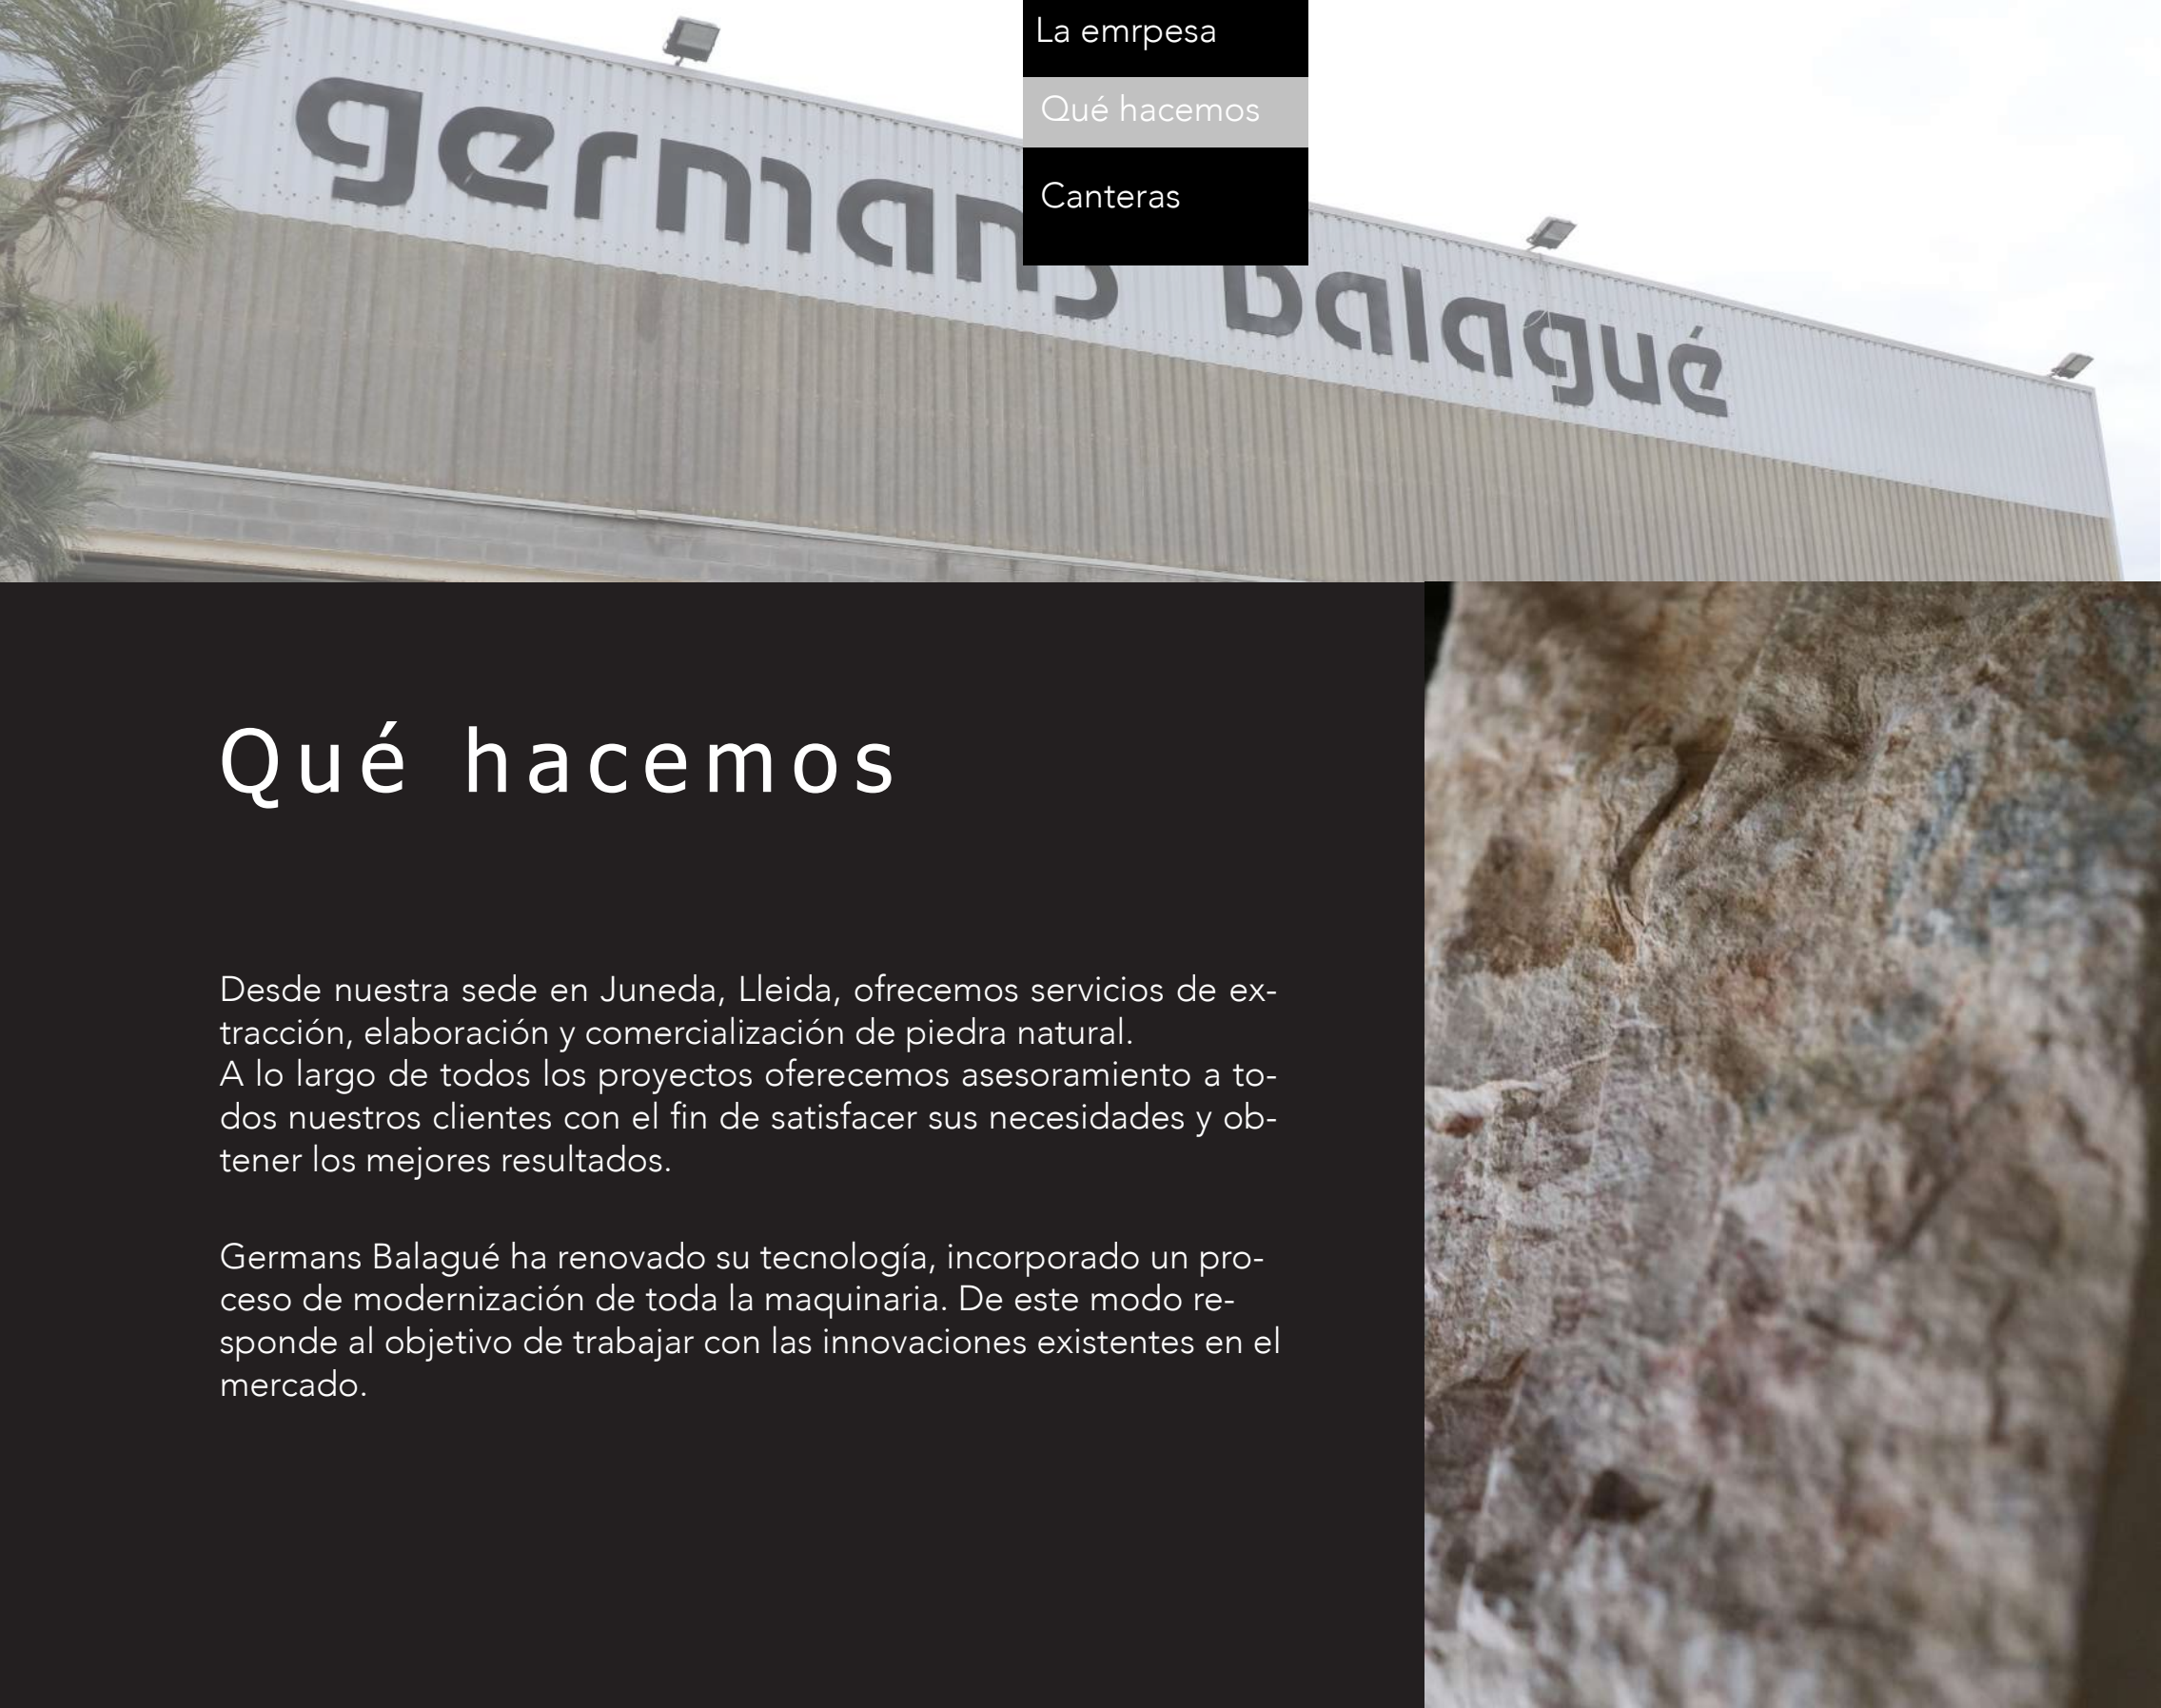 La emrpesa
Qué hacemos
Canteras
germans balagué
Qué hacemos
Desde nuestra sede en Juneda, Lleida, ofrecemos servicios de ex-
tracción, elaboración y comercialización de piedra natural.
A lo largo de todos los proyectos oferecemos asesoramiento a to-
dos nuestros clientes con el fin de satisfacer sus necesidades y ob-
tener los mejores resultados.
Germans Balagué ha renovado su tecnología, incorporado un pro-
ceso de modernización de toda la maquinaria. De este modo re-
sponde al objetivo de trabajar con las innovaciones existentes en el
mercado.